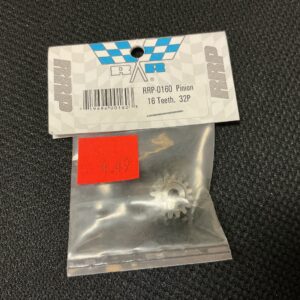 RRP
RRP
RRP-0160 Pinion
16 Teeth, 32P